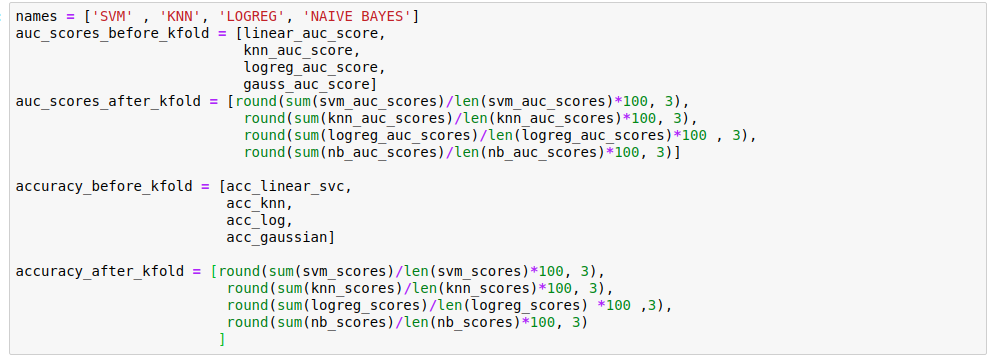 names = ['SVM' , 'KNN', 'LOGREG', 'NAIVE BAYES']
auc_scores_before_kfold = [linear_auc_score,
                           knn_auc_score,
                           logreg_auc_score,
                           gauss_auc_score]
auc_scores_after_kfold = [round(sum(svm_auc_scores)/len(svm_auc_scores)*100, 3),
                           round(sum(knn_auc_scores)/len(knn_auc_scores)*100, 3),
                           round(sum(logreg_auc_scores)/len(logreg_auc_scores)*100 , 3),
                           round(sum(nb_auc_scores)/len(nb_auc_scores)*100, 3)]

accuracy_before_kfold = [acc_linear_svc,
                         acc_knn,
                         acc_log,
                         acc_gaussian]

accuracy_after_kfold = [round(sum(svm_scores)/len(svm_scores)*100, 3),
                         round(sum(knn_scores)/len(knn_scores)*100, 3),
                         round(sum(logreg_scores)/len(logreg_scores) *100 ,3),
                         round(sum(nb_scores)/len(nb_scores)*100, 3)
                        ]